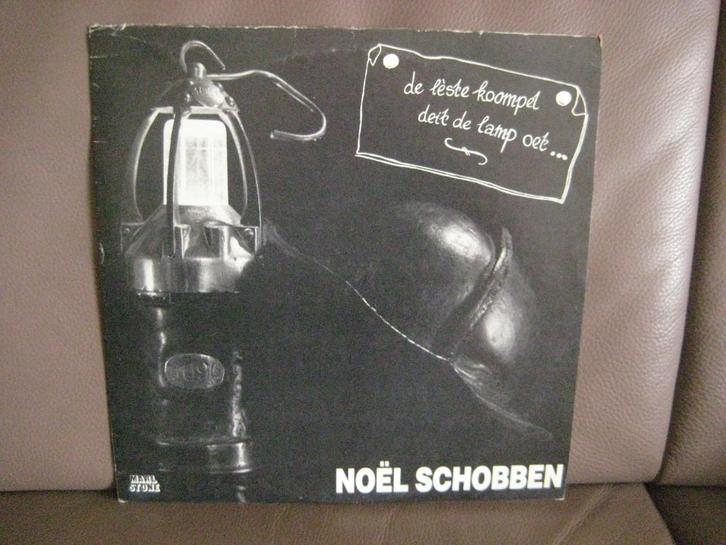 de lèste koompel
deit de lamp oet...
MARL
STONE
NOËL SCHOBBEN